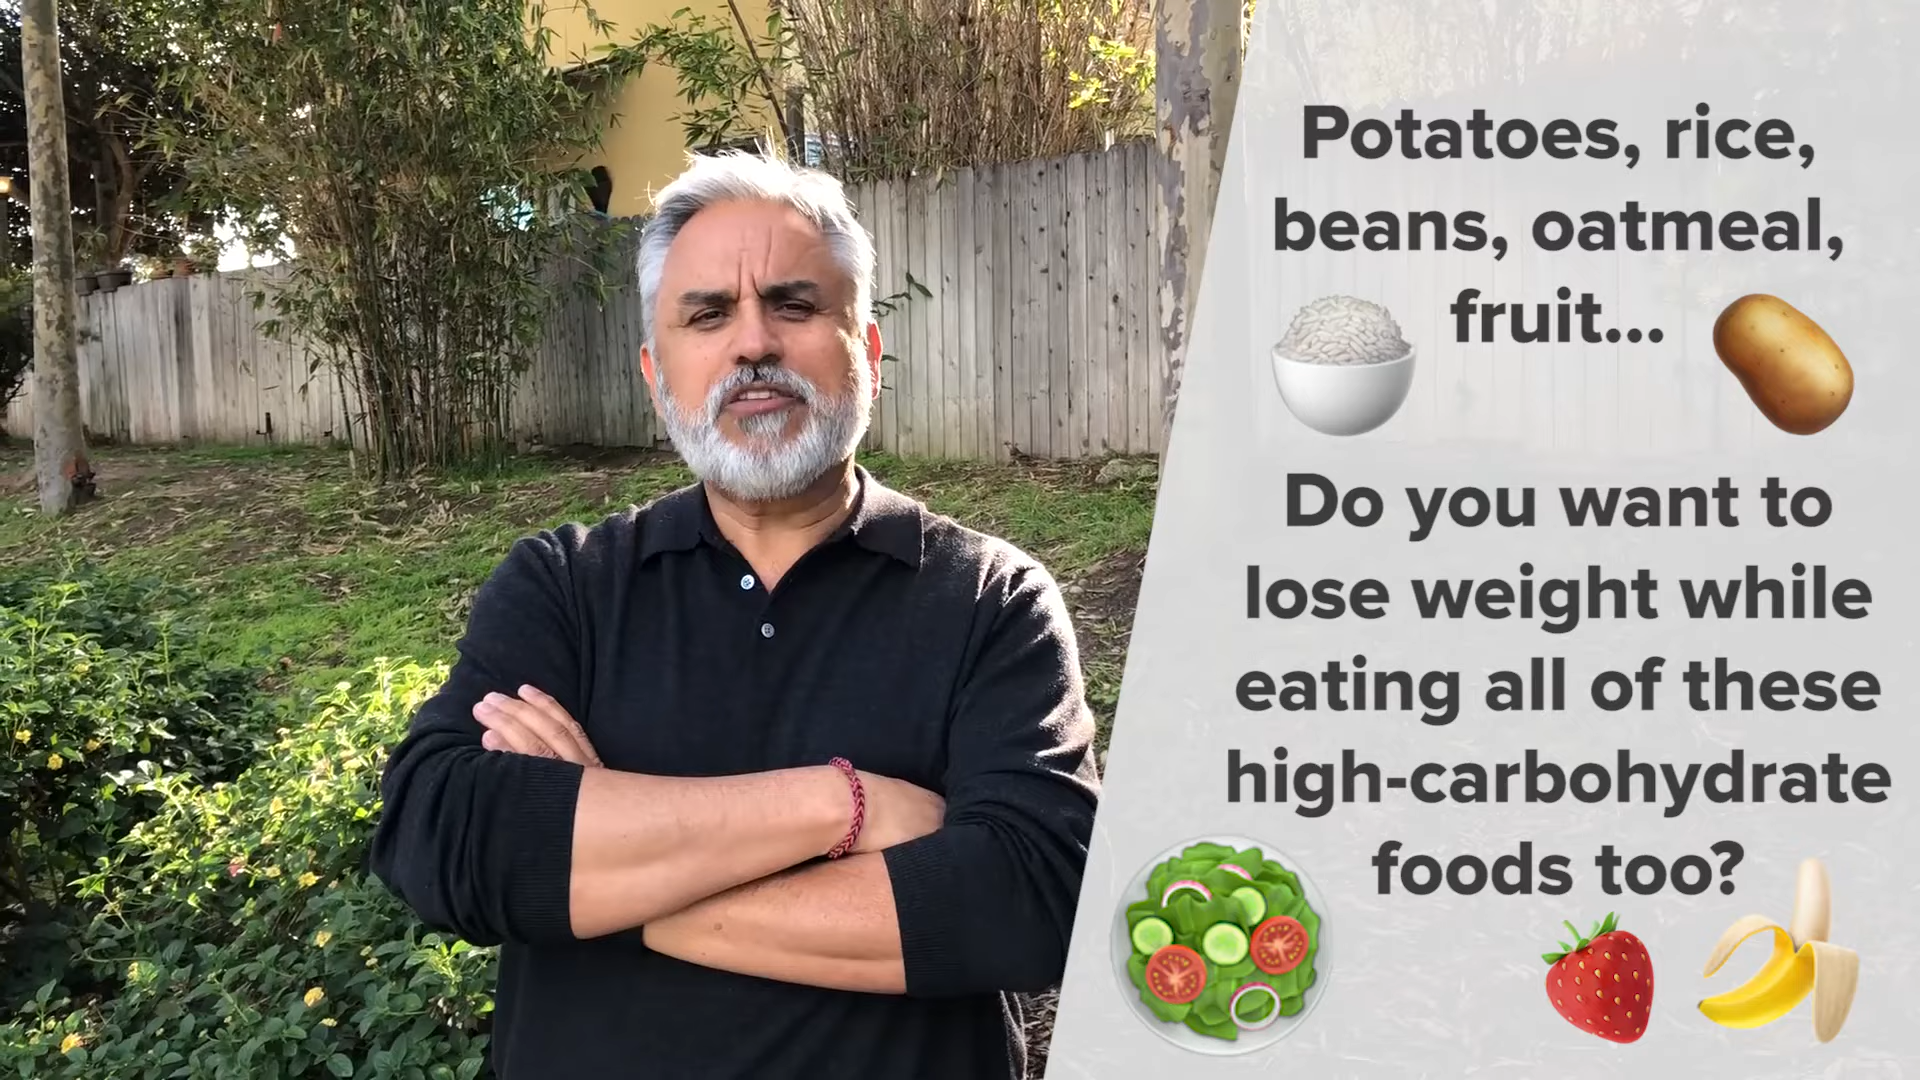 Potatoes, rice,
beans, oatmeal,
fruit...
Do you want to
lose weight while
eating all of these
high-carbohydrate
foods too?